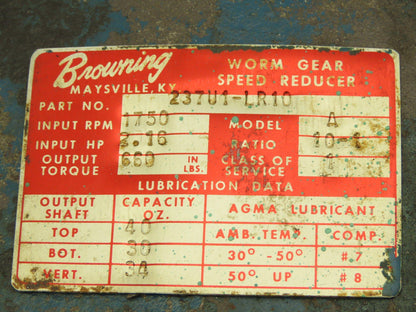 Browning
MAYSVILLE, KY
WORM GEAR
SPEED REDUCER
PART NO. 237U1-LR10
INPUT RPM 1750 MODEL A
INPUT HP 2.16 RATIO 10-1
OUTPUT TORQUE 660 IN LBS. CLASS OF SERVICE 1
LUBRICATION DATA
OUTPUT SHAFT CAPACITY OZ. AGMA LUBRICANT
TOP 40 AMB. TEMP. COMP.
BOT. 30 30° -50° #7
VERT. 34 50° UP #8